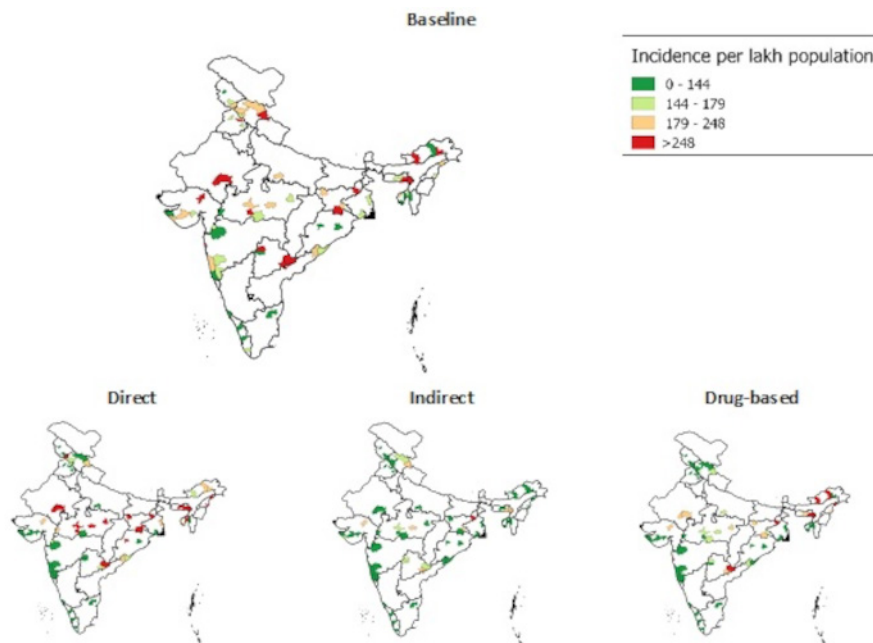 Baseline
Incidence per lakh population
0 - 144
144 - 179
179 - 248
>248
Direct
Indirect
Drug-based